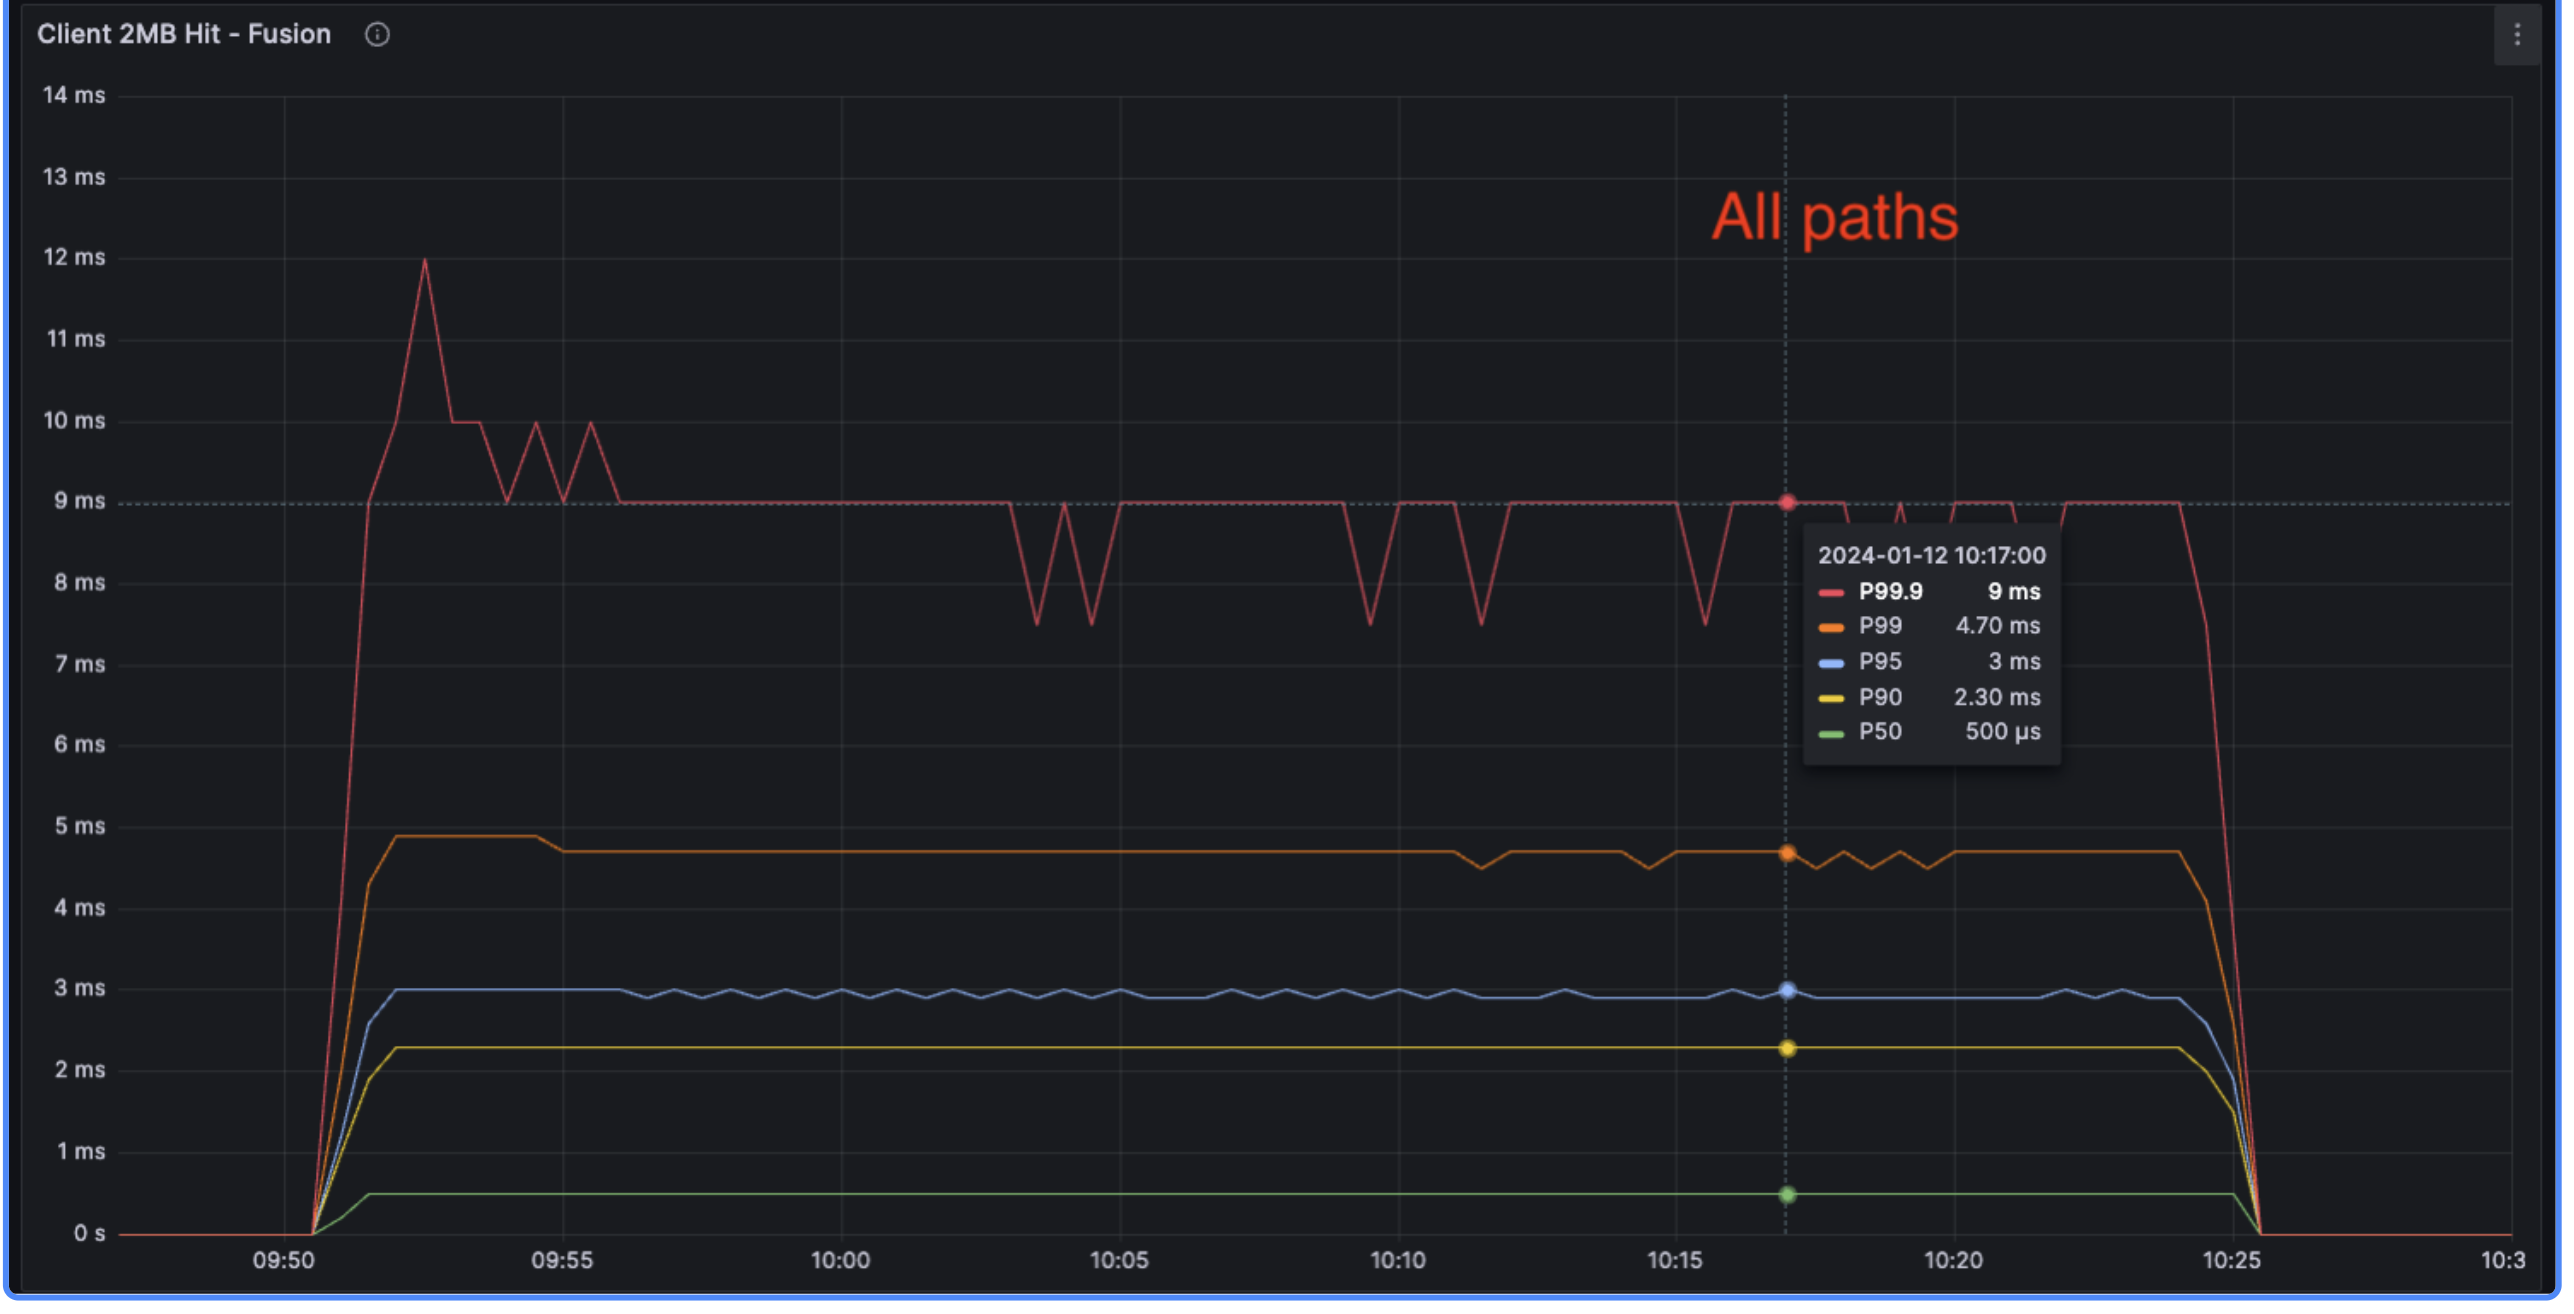 Client 2MB Hit - Fusion
14 ms
13 ms
All paths
12 ms
11 ms
10 ms
9 ms
2024-01-12 10:17:00
P99.9 9 ms
P99 4.70 ms
P95 3 ms
P90 2.30 ms
P50 500 µs
8 ms
7 ms
6 ms
5 ms
4 ms
3 ms
2 ms
1 ms
0 s
09:50 09:55 10:00 10:05 10:10 10:15 10:20 10:25 10:3